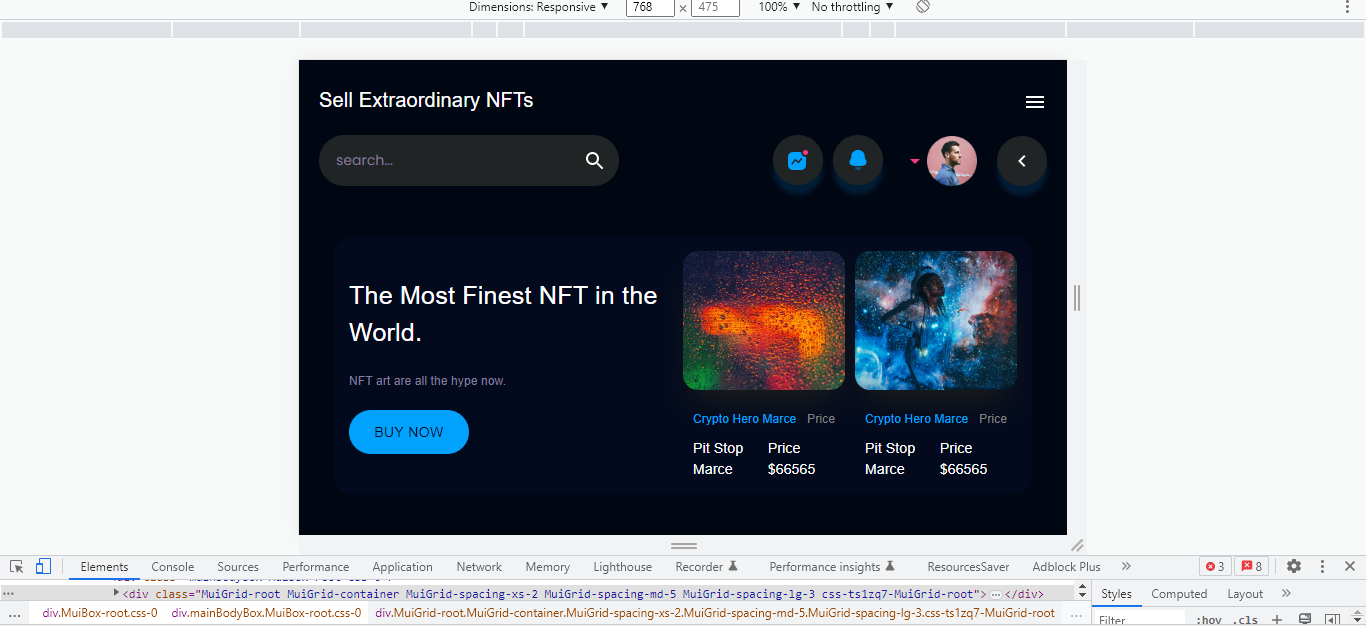 Dimensions: Responsive ▼ 768 × 475 100% ▼ No throttling ▼
Sell Extraordinary NFTs
search...
The Most Finest NFT in the
World.
NFT art are all the hype now.
BUY NOW
Crypto Hero Marce Price
Pit Stop Price
Marce $66565
Crypto Hero Marce Price
Pit Stop Price
Marce $66565
Elements Console Sources Performance Application Network Memory Lighthouse Recorder Performance insights ResourcesSaver Adblock Plus » 3 8
<div class="MuiGrid-root MuiGrid-container MuiGrid-spacing-xs-2 MuiGrid-spacing-md-5 MuiGrid-spacing-lg-3 css-ts1zq7-MuiGrid-root"> … </div>
… div.MuiBox-root.css-0 div.mainBodyBox.MuiBox-root.css-0 div.MuiGrid-root.MuiGrid-container.MuiGrid-spacing-xs-2.MuiGrid-spacing-md-5.MuiGrid-spacing-lg-3.css-ts1zq7-MuiGrid-root …
Styles Computed Layout »
Filter :hov .cls +